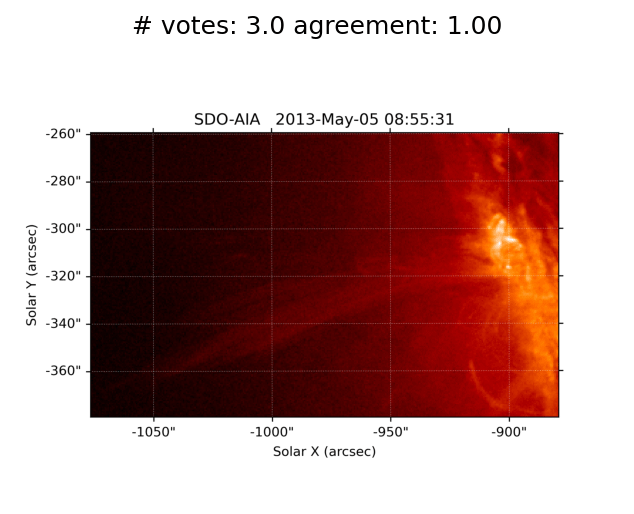 # votes: 3.0 agreement: 1.00
SDO-AIA   2013-May-05 08:55:31
-260"
-280"
-300"
-320"
-340"
-360"
Solar Y (arcsec)
-1050"
-1000"
-950"
-900"
Solar X (arcsec)